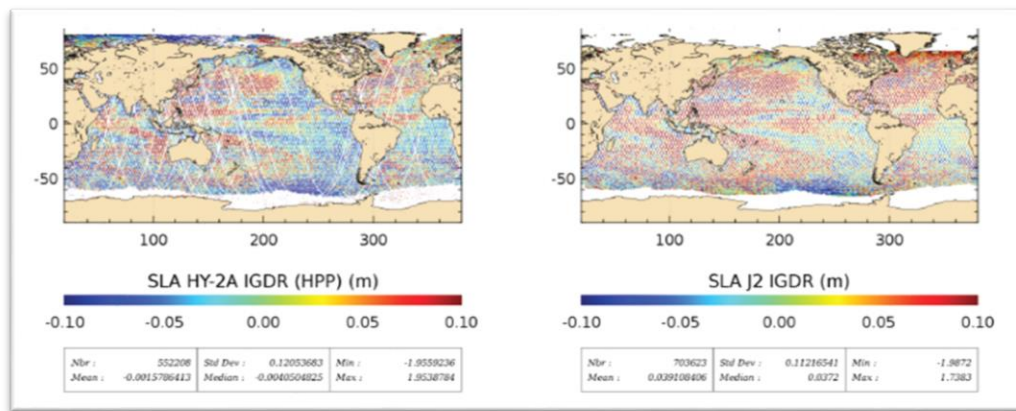 50
0
-50
100 200 300
SLA HY-2A IGDR (HPP) (m)
-0.10 -0.05 0.00 0.05 0.10
Nbr : 552208 Std Dev : 0.12053683 Min : -1.9559236
Mean : -0.0015786413 Median : -0.0040504825 Max : 1.9538784
50
0
-50
100 200 300
SLA J2 IGDR (m)
-0.10 -0.05 0.00 0.05 0.10
Nbr : 703623 Std Dev : 0.11216541 Min : -1.9872
Mean : 0.039108406 Median : 0.0372 Max : 1.7383